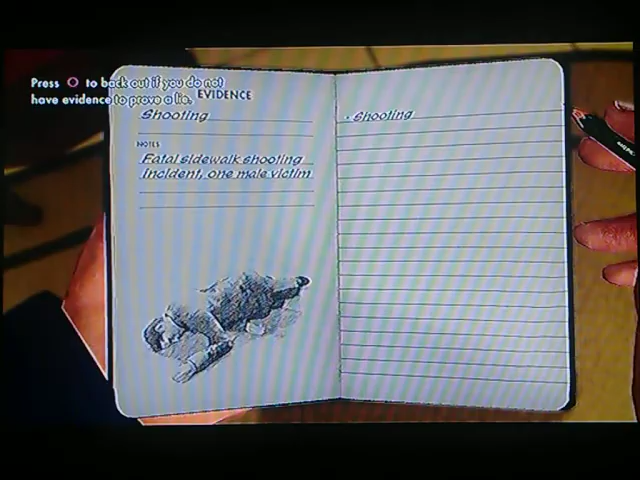 Press O to back out if you do not
have evidence to prove a lie.
EVIDENCE
Shooting
NOTES
Fatal sidewalk shooting
incident, one male victim
- Shooting